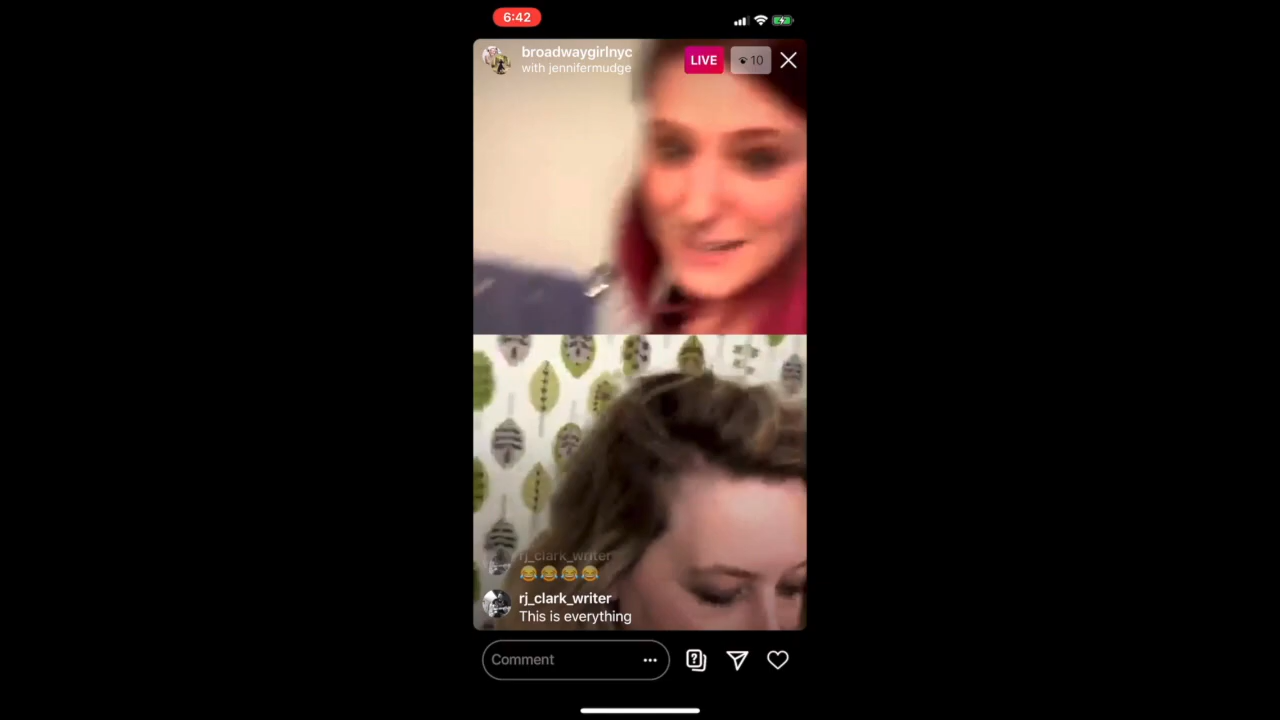 6:42
broadwaygirlnyc
with jennifermudge
LIVE
10
rj_clark_writer
😂😂😂😂
rj_clark_writer
This is everything
Comment